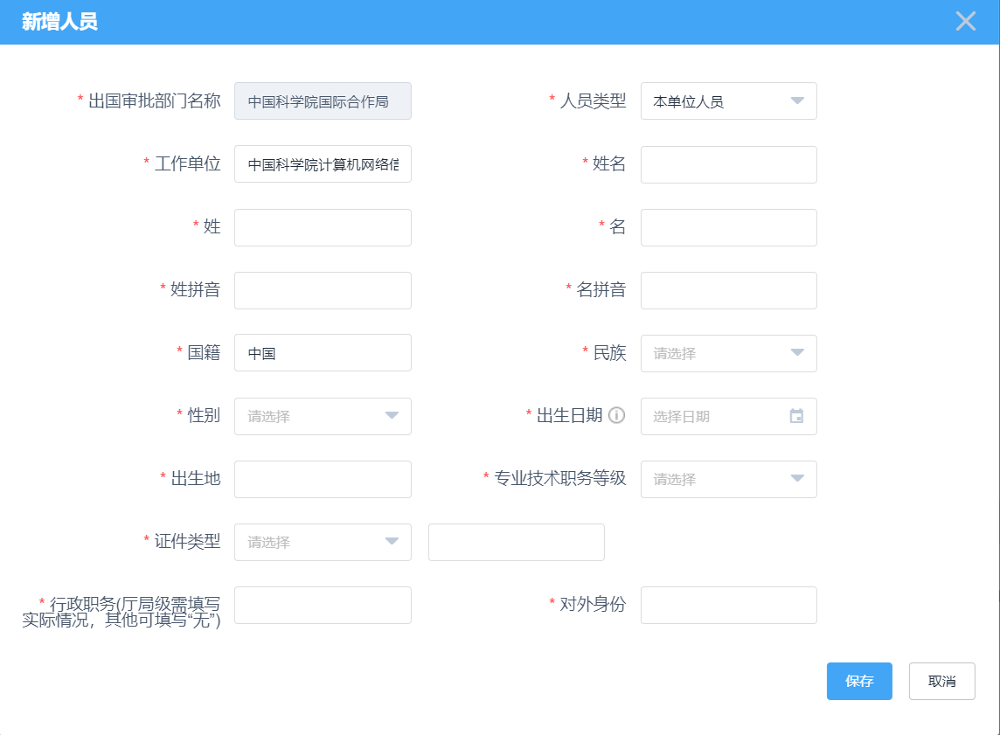 新增人员
* 出国审批部门名称 中国科学院国际合作局 * 人员类型 本单位人员
* 工作单位 中国科学院计算机网络信 * 姓名
* 姓 * 名
* 姓拼音 * 名拼音
* 国籍 中国 * 民族 请选择
* 性别 请选择 * 出生日期 选择日期
* 出生地 * 专业技术职务等级 请选择
* 证件类型 请选择
* 行政职务(厅局级需填写
实际情况，其他可填写“无”)
* 对外身份
保存 取消